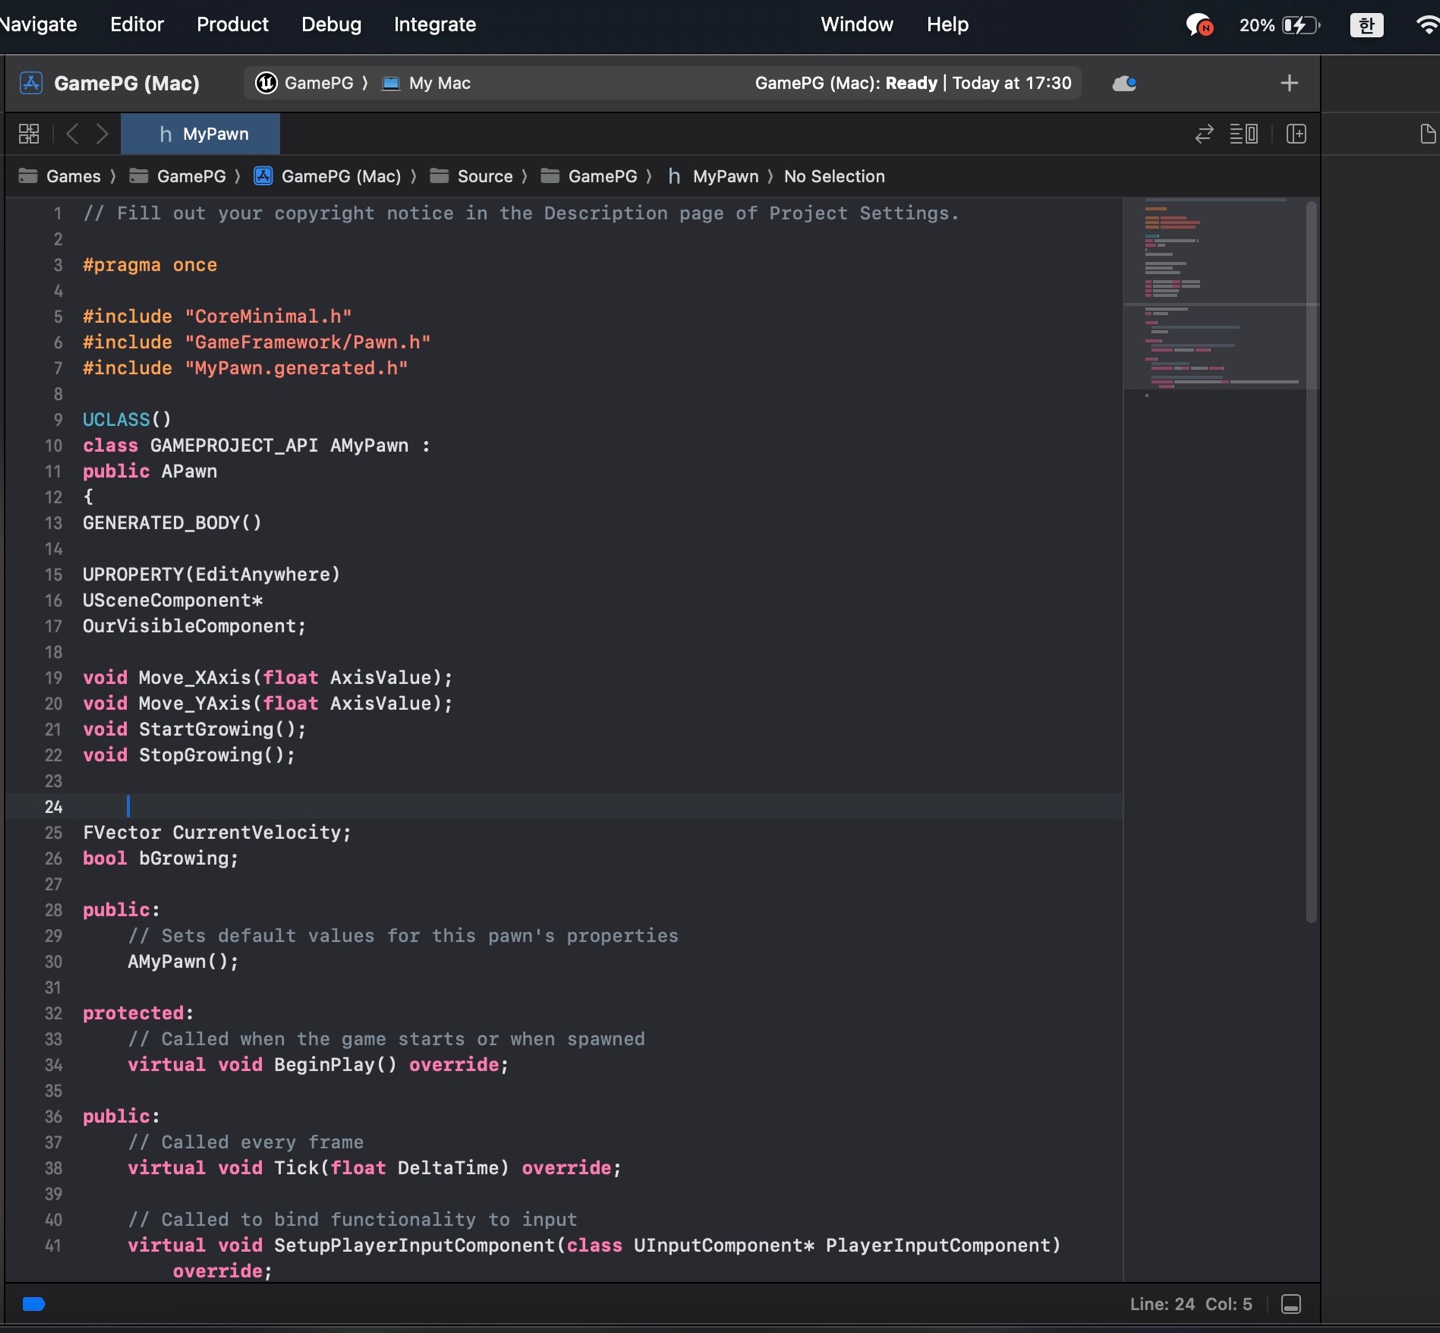 Navigate Editor Product Debug Integrate Window Help N 20% 한
GamePG (Mac) GamePG 〉 My Mac GamePG (Mac): Ready | Today at 17:30
h MyPawn
Games 〉 GamePG 〉 GamePG (Mac) 〉 Source 〉 GamePG 〉 h MyPawn 〉 No Selection
1 // Fill out your copyright notice in the Description page of Project Settings.
2
3 #pragma once
4
5 #include "CoreMinimal.h"
6 #include "GameFramework/Pawn.h"
7 #include "MyPawn.generated.h"
8
9 UCLASS()
10 class GAMEPROJECT_API AMyPawn :
11 public APawn
12 {
13 GENERATED_BODY()
14
15 UPROPERTY(EditAnywhere)
16 USceneComponent*
17 OurVisibleComponent;
18
19 void Move_XAxis(float AxisValue);
20 void Move_YAxis(float AxisValue);
21 void StartGrowing();
22 void StopGrowing();
23
24
25 FVector CurrentVelocity;
26 bool bGrowing;
27
28 public:
29 // Sets default values for this pawn's properties
30 AMyPawn();
31
32 protected:
33 // Called when the game starts or when spawned
34 virtual void BeginPlay() override;
35
36 public:
37 // Called every frame
38 virtual void Tick(float DeltaTime) override;
39
40 // Called to bind functionality to input
41 virtual void SetupPlayerInputComponent(class UInputComponent* PlayerInputComponent)
override;
Line: 24 Col: 5